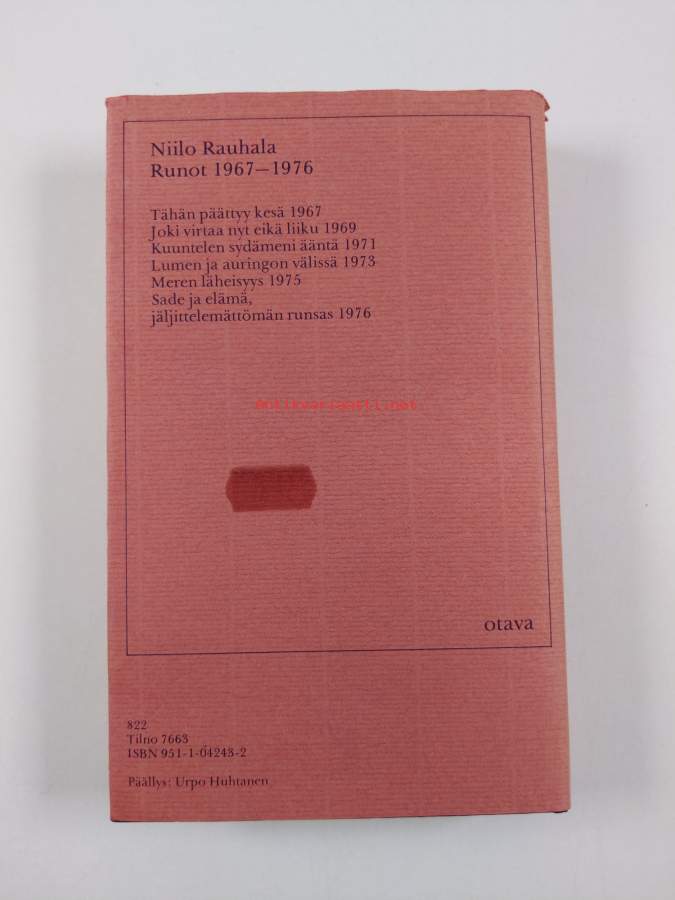 Niilo Rauhala
Runot 1967–1976
Tähän päättyy kesä 1967
Joki virtaa nyt eikä liiku 1969
Kuuntelen sydämeni ääntä 1971
Lumen ja auringon välissä 1973
Meren läheisyys 1975
Sade ja elämä,
jäljittelemättömän runsas 1976
antikvariaatti.net
otava
822
Tilno 7663
ISBN 951-1-04243-2
Päällys: Urpo Huhtanen